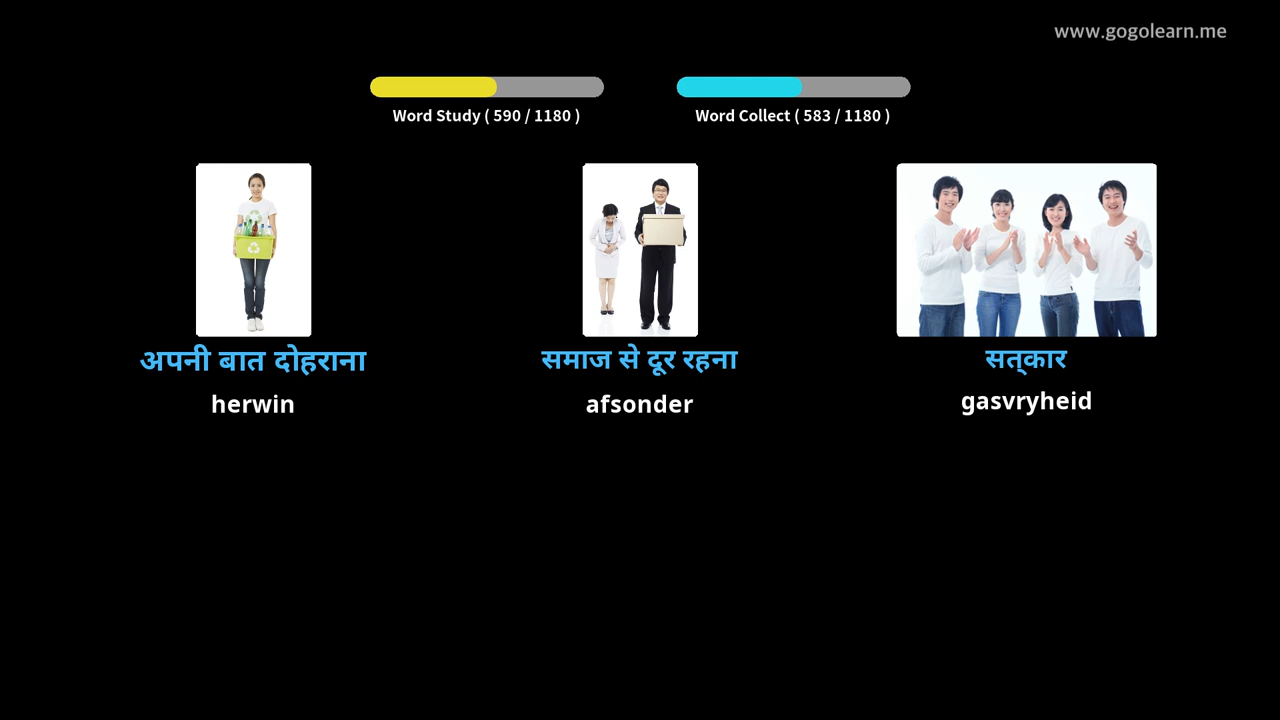 www.gogolearn.me
Word Study ( 590 / 1180 )
Word Collect ( 583 / 1180 )
अपनी बात दोहराना
herwin
समाज से दूर रहना
afsonder
सत्कार
gasvryheid